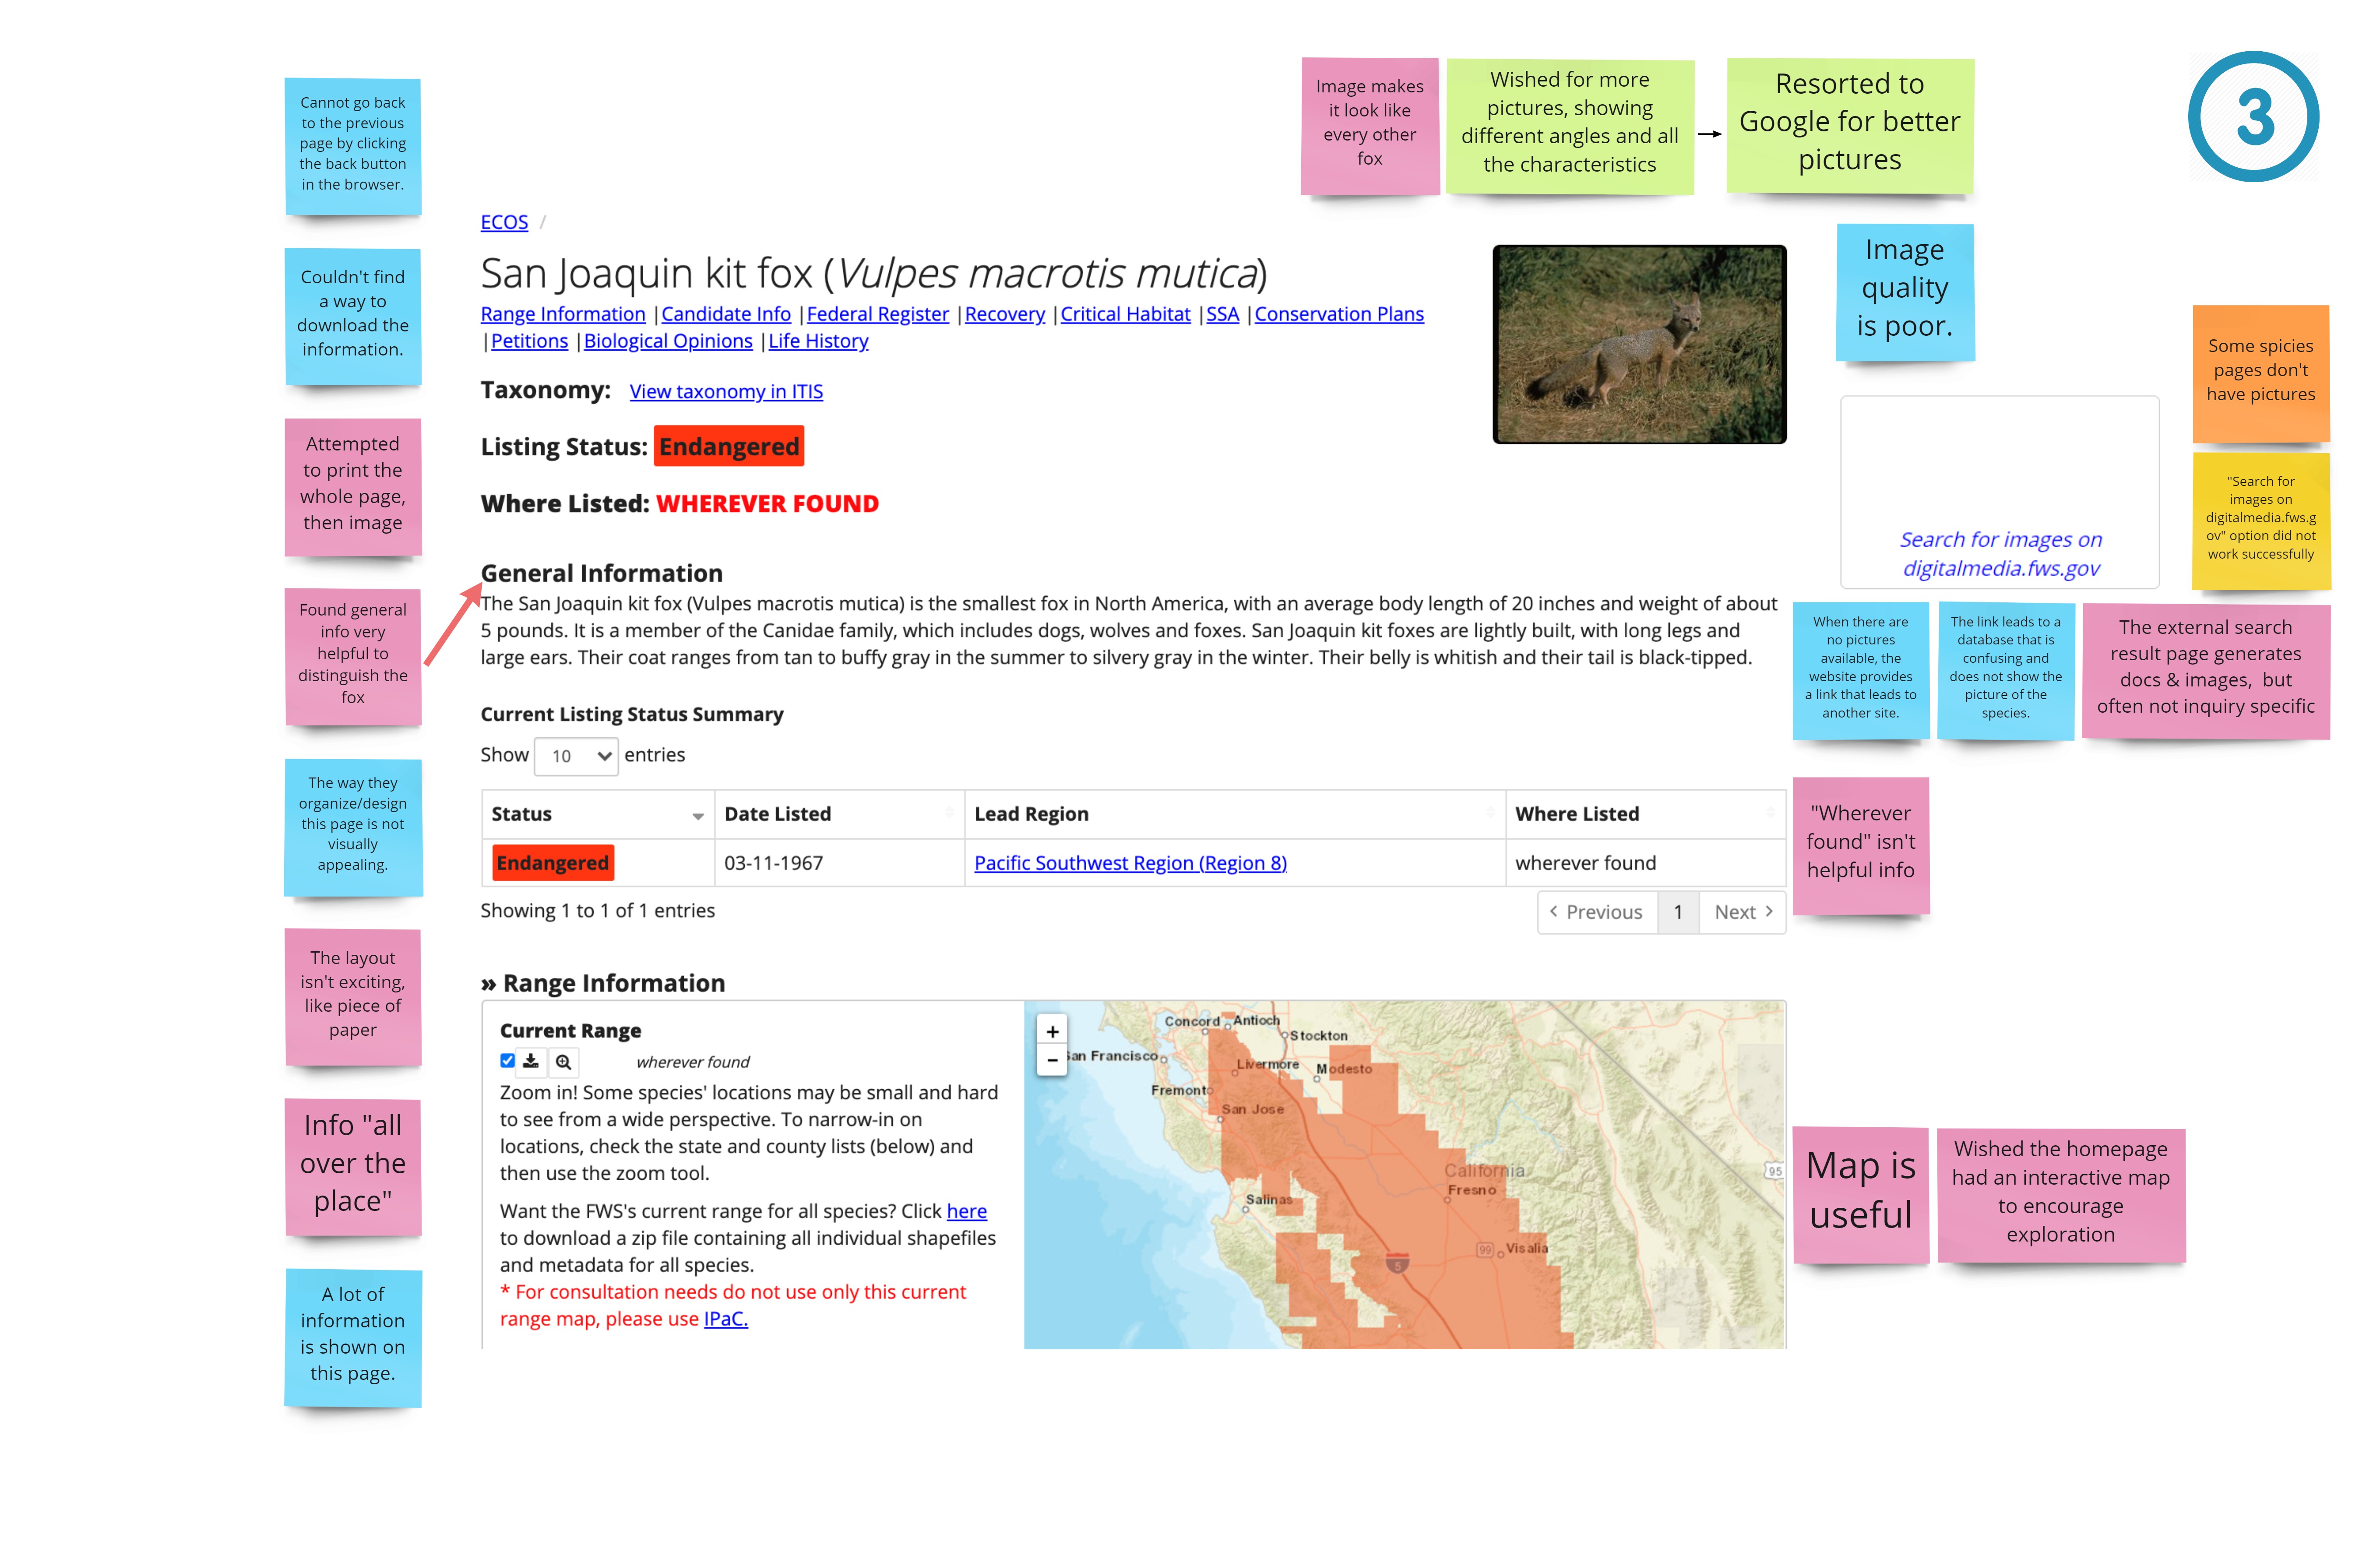 Cannot go back
to the previous
page by clicking
the back button
in the browser.
Couldn't find
a way to
download the
information.
Attempted
to print the
whole page,
then image
Found general
info very
helpful to
distinguish the
fox
The way they
organize/design
this page is not
visually
appealing.
The layout
isn't exciting,
like piece of
paper
Info "all
over the
place"
A lot of
information
is shown on
this page.
Image makes
it look like
every other
fox
Wished for more
pictures, showing
different angles and all
the characteristics
Resorted to
Google for better
pictures
3
ECOS /
San Joaquin kit fox (Vulpes macrotis mutica)
Range Information |Candidate Info |Federal Register |Recovery |Critical Habitat |SSA |Conservation Plans
|Petitions |Biological Opinions |Life History
Taxonomy: View taxonomy in ITIS
Listing Status: Endangered
Where Listed: WHEREVER FOUND
Image
quality
is poor.
Some spicies
pages don't
have pictures
Search for images on
digitalmedia.fws.gov
"Search for
images on
digitalmedia.fws.g
ov" option did not
work successfully
General Information
The San Joaquin kit fox (Vulpes macrotis mutica) is the smallest fox in North America, with an average body length of 20 inches and weight of about
5 pounds. It is a member of the Canidae family, which includes dogs, wolves and foxes. San Joaquin kit foxes are lightly built, with long legs and
large ears. Their coat ranges from tan to buffy gray in the summer to silvery gray in the winter. Their belly is whitish and their tail is black-tipped.
When there are
no pictures
available, the
website provides
a link that leads to
another site.
The link leads to a
database that is
confusing and
does not show the
picture of the
species.
The external search
result page generates
docs & images, but
often not inquiry specific
Current Listing Status Summary
Show 10 entries
Status Date Listed Lead Region Where Listed
Endangered 03-11-1967 Pacific Southwest Region (Region 8) wherever found
Showing 1 to 1 of 1 entries
‹ Previous 1 Next ›
"Wherever
found" isn't
helpful info
» Range Information
Current Range
wherever found
Zoom in! Some species' locations may be small and hard
to see from a wide perspective. To narrow-in on
locations, check the state and county lists (below) and
then use the zoom tool.
Want the FWS's current range for all species? Click here
to download a zip file containing all individual shapefiles
and metadata for all species.
* For consultation needs do not use only this current
range map, please use IPaC.
+
−
Concord
Antioch
Stockton
San Francisco
Livermore
Modesto
Fremont
San Jose
California
95
Fresno
Salinas
99
Visalia
5
Map is
useful
Wished the homepage
had an interactive map
to encourage
exploration